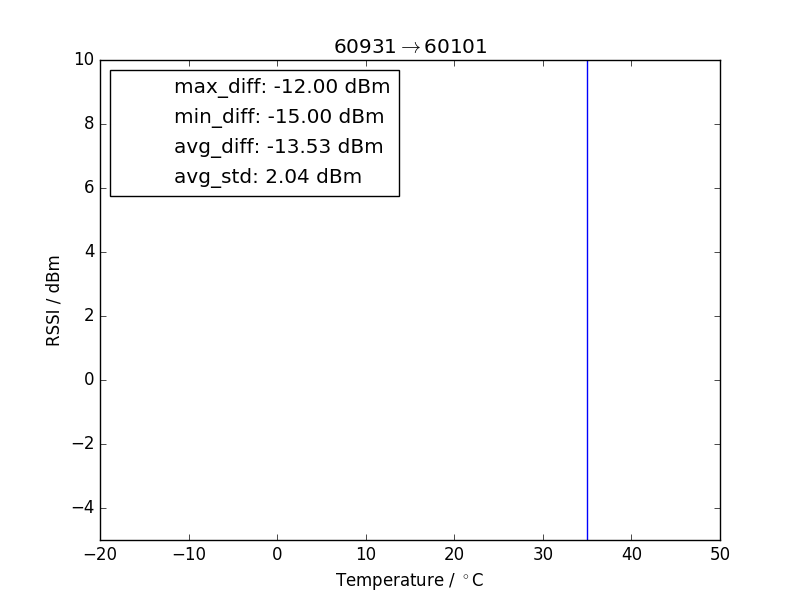 60931→60101
max_diff: -12.00 dBm
min_diff: -15.00 dBm
avg_diff: -13.53 dBm
avg_std: 2.04 dBm
RSSI / dBm
10
8
6
4
2
0
−2
−4
−20 −10 0 10 20 30 40 50
Temperature / °C